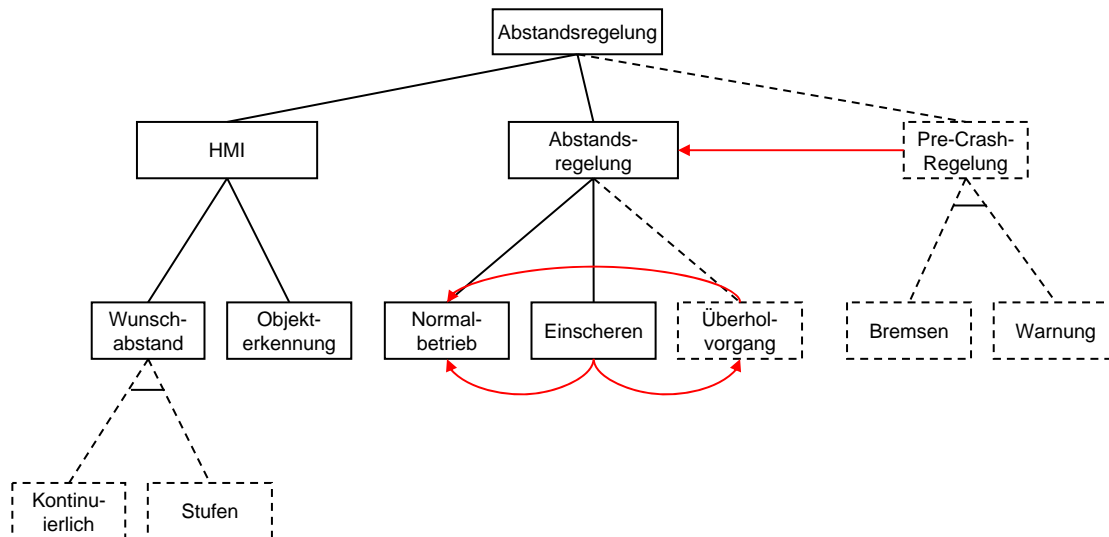 Abstandsregelung
HMI
Abstands-
regelung
Pre-Crash-
Regelung
Wunsch-
abstand
Objekt-
erkennung
Normal-
betrieb
Einscheren
Überhol-
vorgang
Bremsen
Warnung
Kontinu-
ierlich
Stufen